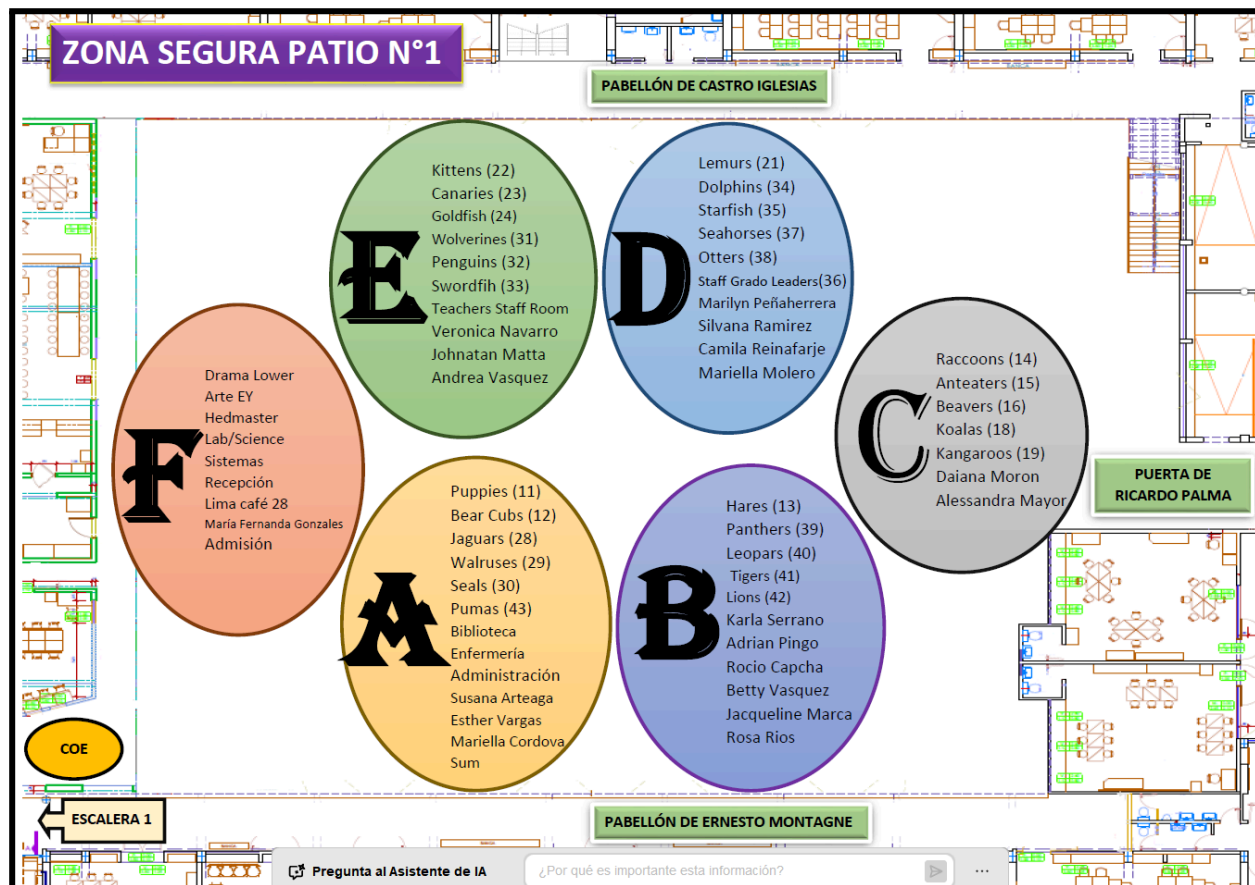 ZONA SEGURA PATIO N°1
PABELLÓN DE CASTRO IGLESIAS
E
Kittens (22)
Canaries (23)
Goldfish (24)
Wolverines (31)
Penguins (32)
Swordfih (33)
Teachers Staff Room
Veronica Navarro
Johnatan Matta
Andrea Vasquez
D
Lemurs (21)
Dolphins (34)
Starfish (35)
Seahorses (37)
Otters (38)
Staff Grado Leaders(36)
Marilyn Peñaherrera
Silvana Ramirez
Camila Reinafarje
Mariella Molero
F
Drama Lower
Arte EY
Hedmaster
Lab/Science
Sistemas
Recepción
Lima café 28
María Fernanda Gonzales
Admisión
C
Raccoons (14)
Anteaters (15)
Beavers (16)
Koalas (18)
Kangaroos (19)
Daiana Moron
Alessandra Mayor
PUERTA DE
RICARDO PALMA
A
Puppies (11)
Bear Cubs (12)
Jaguars (28)
Walruses (29)
Seals (30)
Pumas (43)
Biblioteca
Enfermería
Administración
Susana Arteaga
Esther Vargas
Mariella Cordova
Sum
B
Hares (13)
Panthers (39)
Leopars (40)
Tigers (41)
Lions (42)
Karla Serrano
Adrian Pingo
Rocio Capcha
Betty Vasquez
Jacqueline Marca
Rosa Rios
COE
ESCALERA 1
PABELLÓN DE ERNESTO MONTAGNE
Pregunta al Asistente de IA
¿Por qué es importante esta información?